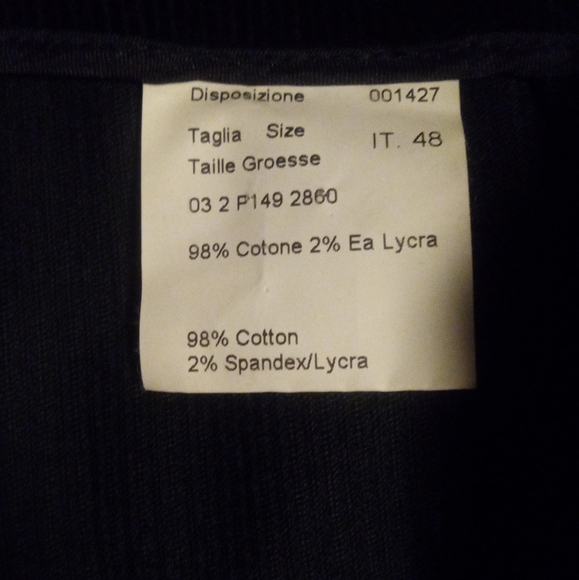 Disposizione 001427
Taglia Size IT. 48
Taille Groesse
03 2 P149 2860
98% Cotone 2% Ea Lycra
98% Cotton
2% Spandex/Lycra